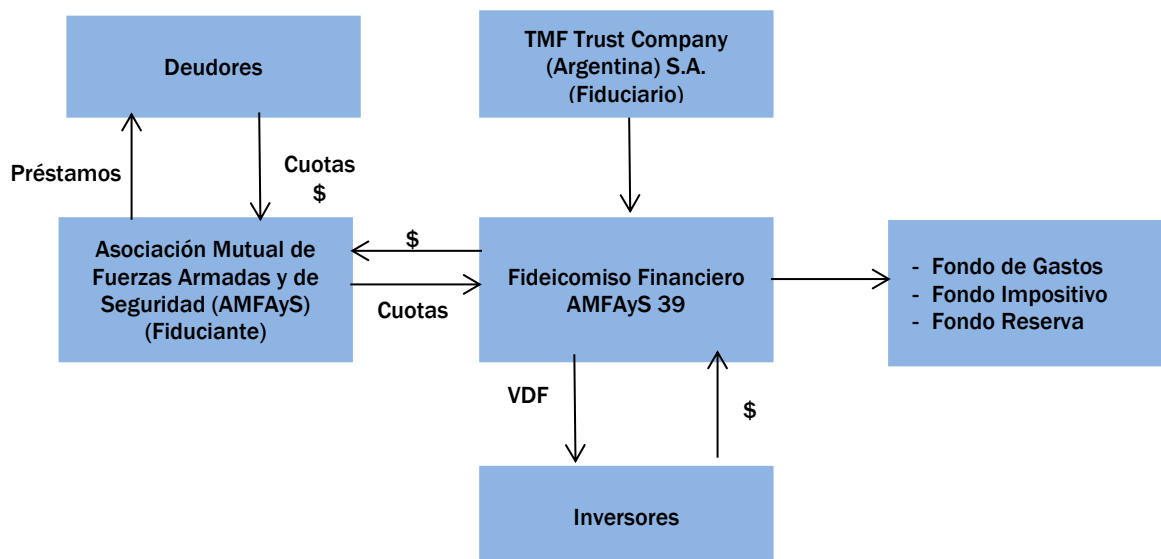 Deudores
TMF Trust Company
(Argentina) S.A.
(Fiduciario)
Préstamos
Cuotas
$
Asociación Mutual de
Fuerzas Armadas y de
Seguridad (AMFAyS)
(Fiduciante)
$
Cuotas
Fideicomiso Financiero
AMFAyS 39
- Fondo de Gastos
- Fondo Impositivo
- Fondo Reserva
VDF
$
Inversores